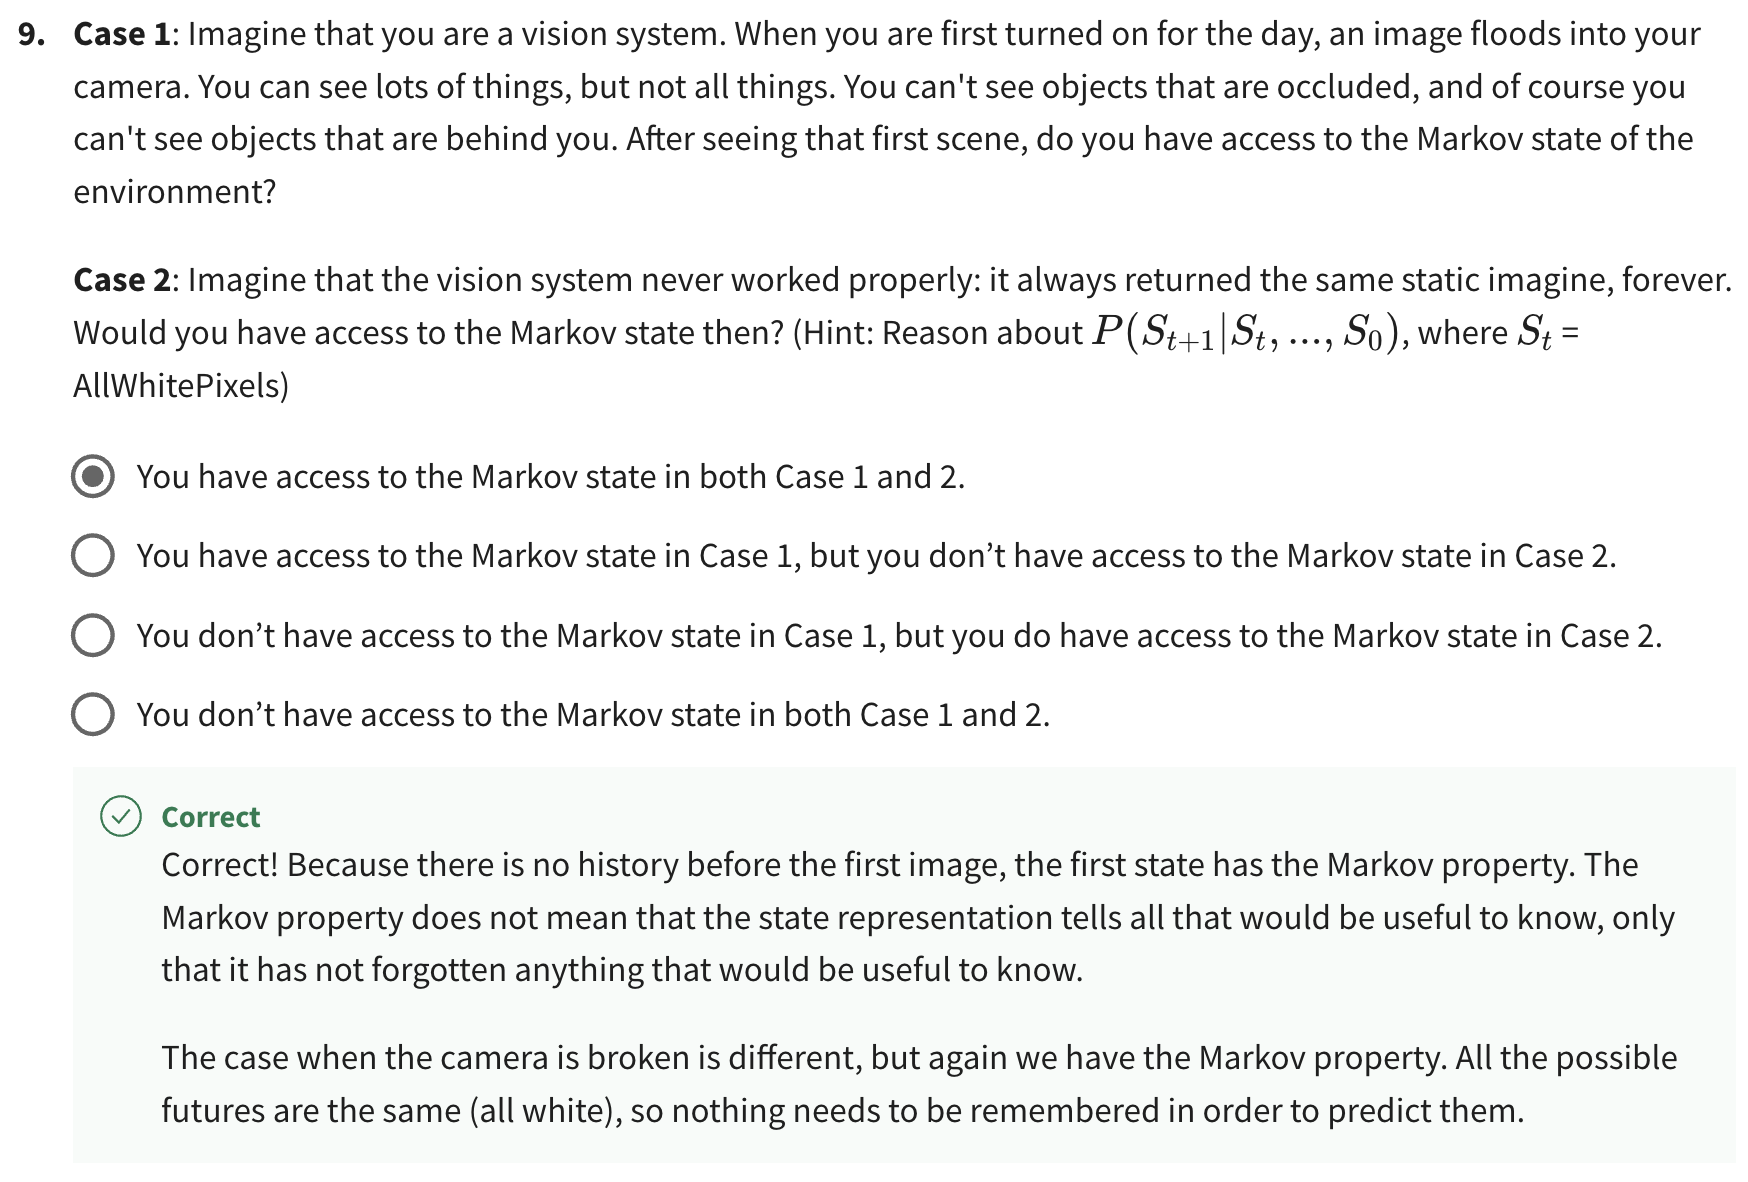 9. Case 1: Imagine that you are a vision system. When you are first turned on for the day, an image floods into your
camera. You can see lots of things, but not all things. You can't see objects that are occluded, and of course you
can't see objects that are behind you. After seeing that first scene, do you have access to the Markov state of the
environment?
Case 2: Imagine that the vision system never worked properly: it always returned the same static imagine, forever.
Would you have access to the Markov state then? (Hint: Reason about P(S_{t+1}|S_t, ..., S_0), where S_t =
AllWhitePixels)
You have access to the Markov state in both Case 1 and 2.
You have access to the Markov state in Case 1, but you don’t have access to the Markov state in Case 2.
You don’t have access to the Markov state in Case 1, but you do have access to the Markov state in Case 2.
You don’t have access to the Markov state in both Case 1 and 2.
Correct
Correct! Because there is no history before the first image, the first state has the Markov property. The
Markov property does not mean that the state representation tells all that would be useful to know, only
that it has not forgotten anything that would be useful to know.
The case when the camera is broken is different, but again we have the Markov property. All the possible
futures are the same (all white), so nothing needs to be remembered in order to predict them.